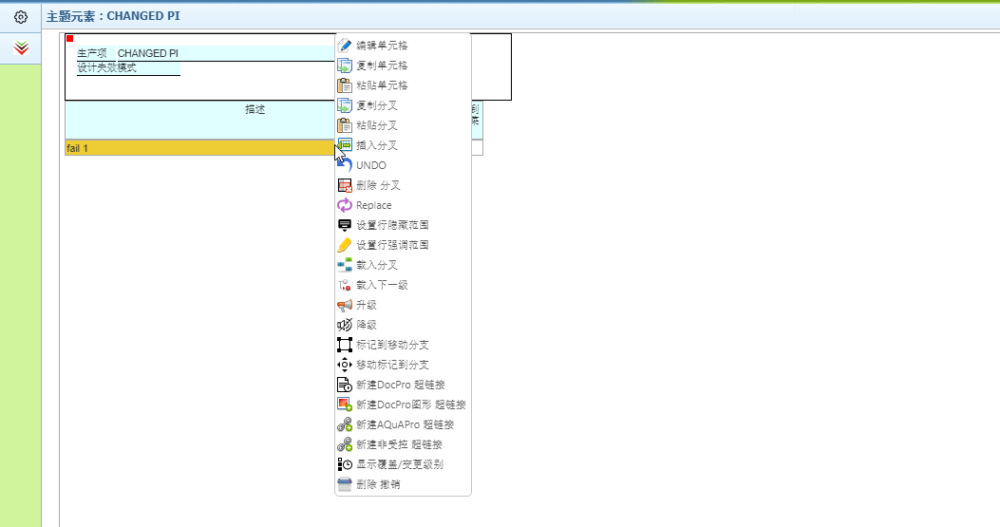 主题元素：CHANGED PI
生产项 CHANGED PI
设计失效模式
描述
到
fail 1
编辑单元格
复制单元格
粘贴单元格
复制分叉
粘贴分叉
插入分叉
UNDO
删除 分叉
Replace
设置行隐藏范围
设置行强调范围
载入分叉
载入下一级
升级
降级
标记到移动分支
移动标记到分支
新建DocPro 超链接
新建DocPro图形 超链接
新建AQuAPro 超链接
新建非受控 超链接
显示覆盖/变更级别
删除 撤销